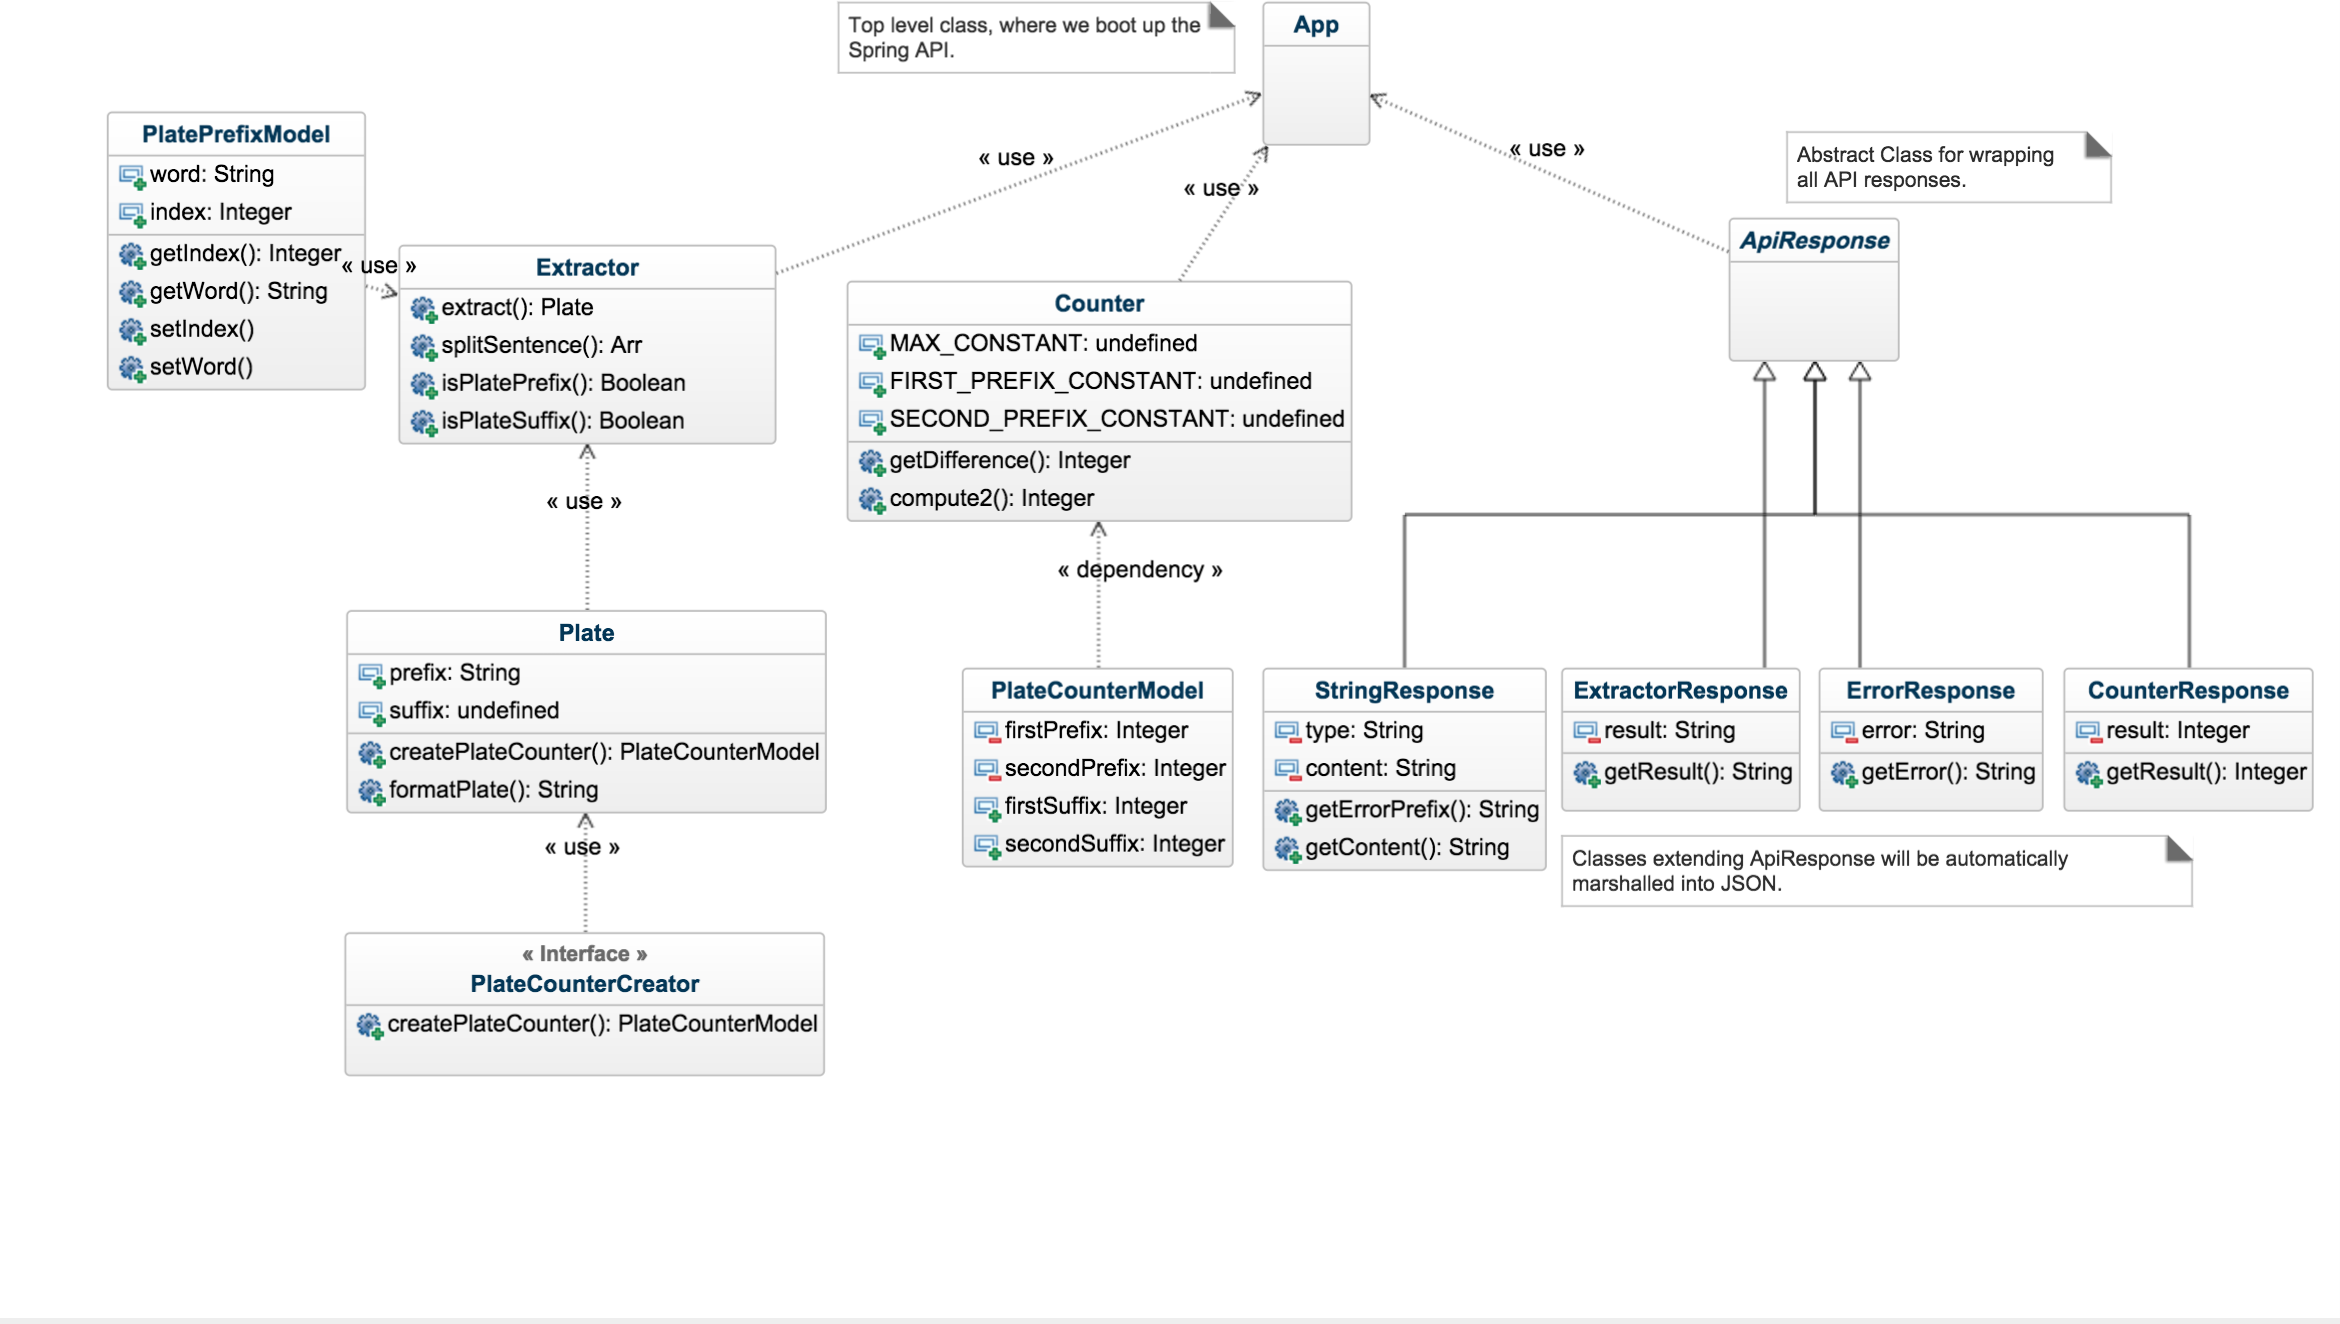 Top level class, where we boot up the
Spring API.
App
PlatePrefixModel
word: String
index: Integer
getIndex(): Integer
getWord(): String
setIndex()
setWord()
« use »
« use »
« use »
« use »
Abstract Class for wrapping
all API responses.
ApiResponse
Extractor
extract(): Plate
splitSentence(): Arr
isPlatePrefix(): Boolean
isPlateSuffix(): Boolean
Counter
MAX_CONSTANT: undefined
FIRST_PREFIX_CONSTANT: undefined
SECOND_PREFIX_CONSTANT: undefined
getDifference(): Integer
compute2(): Integer
« use »
« dependency »
Plate
prefix: String
suffix: undefined
createPlateCounter(): PlateCounterModel
formatPlate(): String
PlateCounterModel
firstPrefix: Integer
secondPrefix: Integer
firstSuffix: Integer
secondSuffix: Integer
StringResponse
type: String
content: String
getErrorPrefix(): String
getContent(): String
ExtractorResponse
result: String
getResult(): String
ErrorResponse
error: String
getError(): String
CounterResponse
result: Integer
getResult(): Integer
« use »
Classes extending ApiResponse will be automatically
marshalled into JSON.
« Interface »
PlateCounterCreator
createPlateCounter(): PlateCounterModel